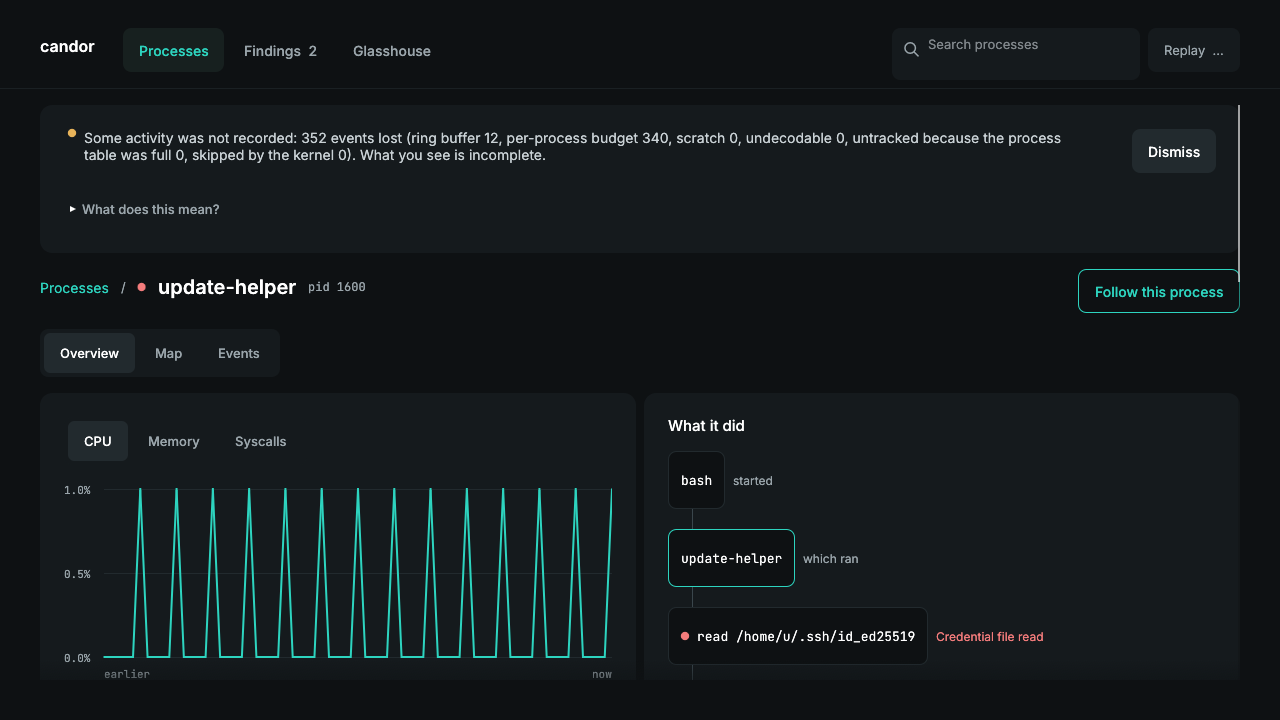 candor
Processes
Findings 2
Glasshouse
Search processes
Replay ...
Some activity was not recorded: 352 events lost (ring buffer 12, per-process budget 340, scratch 0, undecodable 0, untracked because the process
table was full 0, skipped by the kernel 0). What you see is incomplete.
Dismiss
What does this mean?
Processes / update-helper pid 1600
Follow this process
Overview
Map
Events
CPU
Memory
Syscalls
1.0%
0.5%
0.0%
earlier
now
What it did
bash started
update-helper which ran
read /home/u/.ssh/id_ed25519 Credential file read